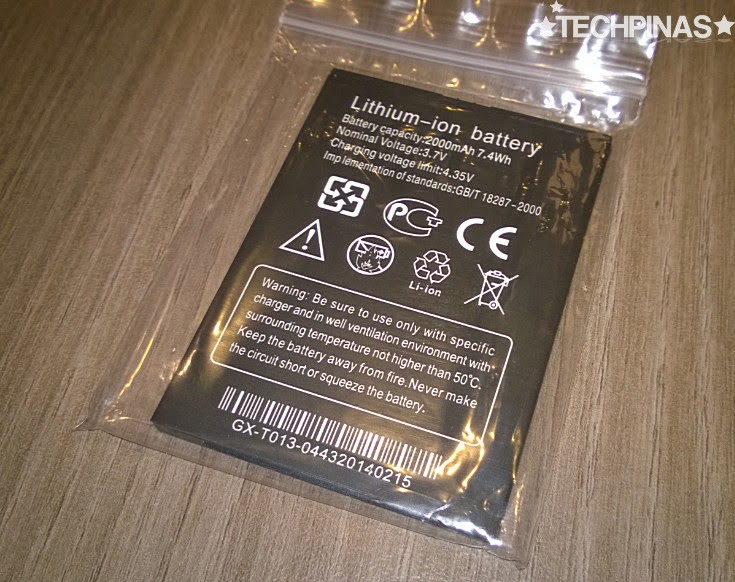 ★TECHPINAS★
Lithium-ion battery
Battery capacity:2000mAh 7.4Wh
Nominal Voltage:3.7V
Charging voltage limit:4.35V
Implementation of standards:GB/T 18287-2000
PCT CE
Li-ion
Warning: Be sure to use only with specific
charger and in well ventilation environment with
surrounding temperature not higher than 50℃.
Keep the battery away from fire. Never make
the circuit short or squeeze the battery.
GX-T013-044320140215